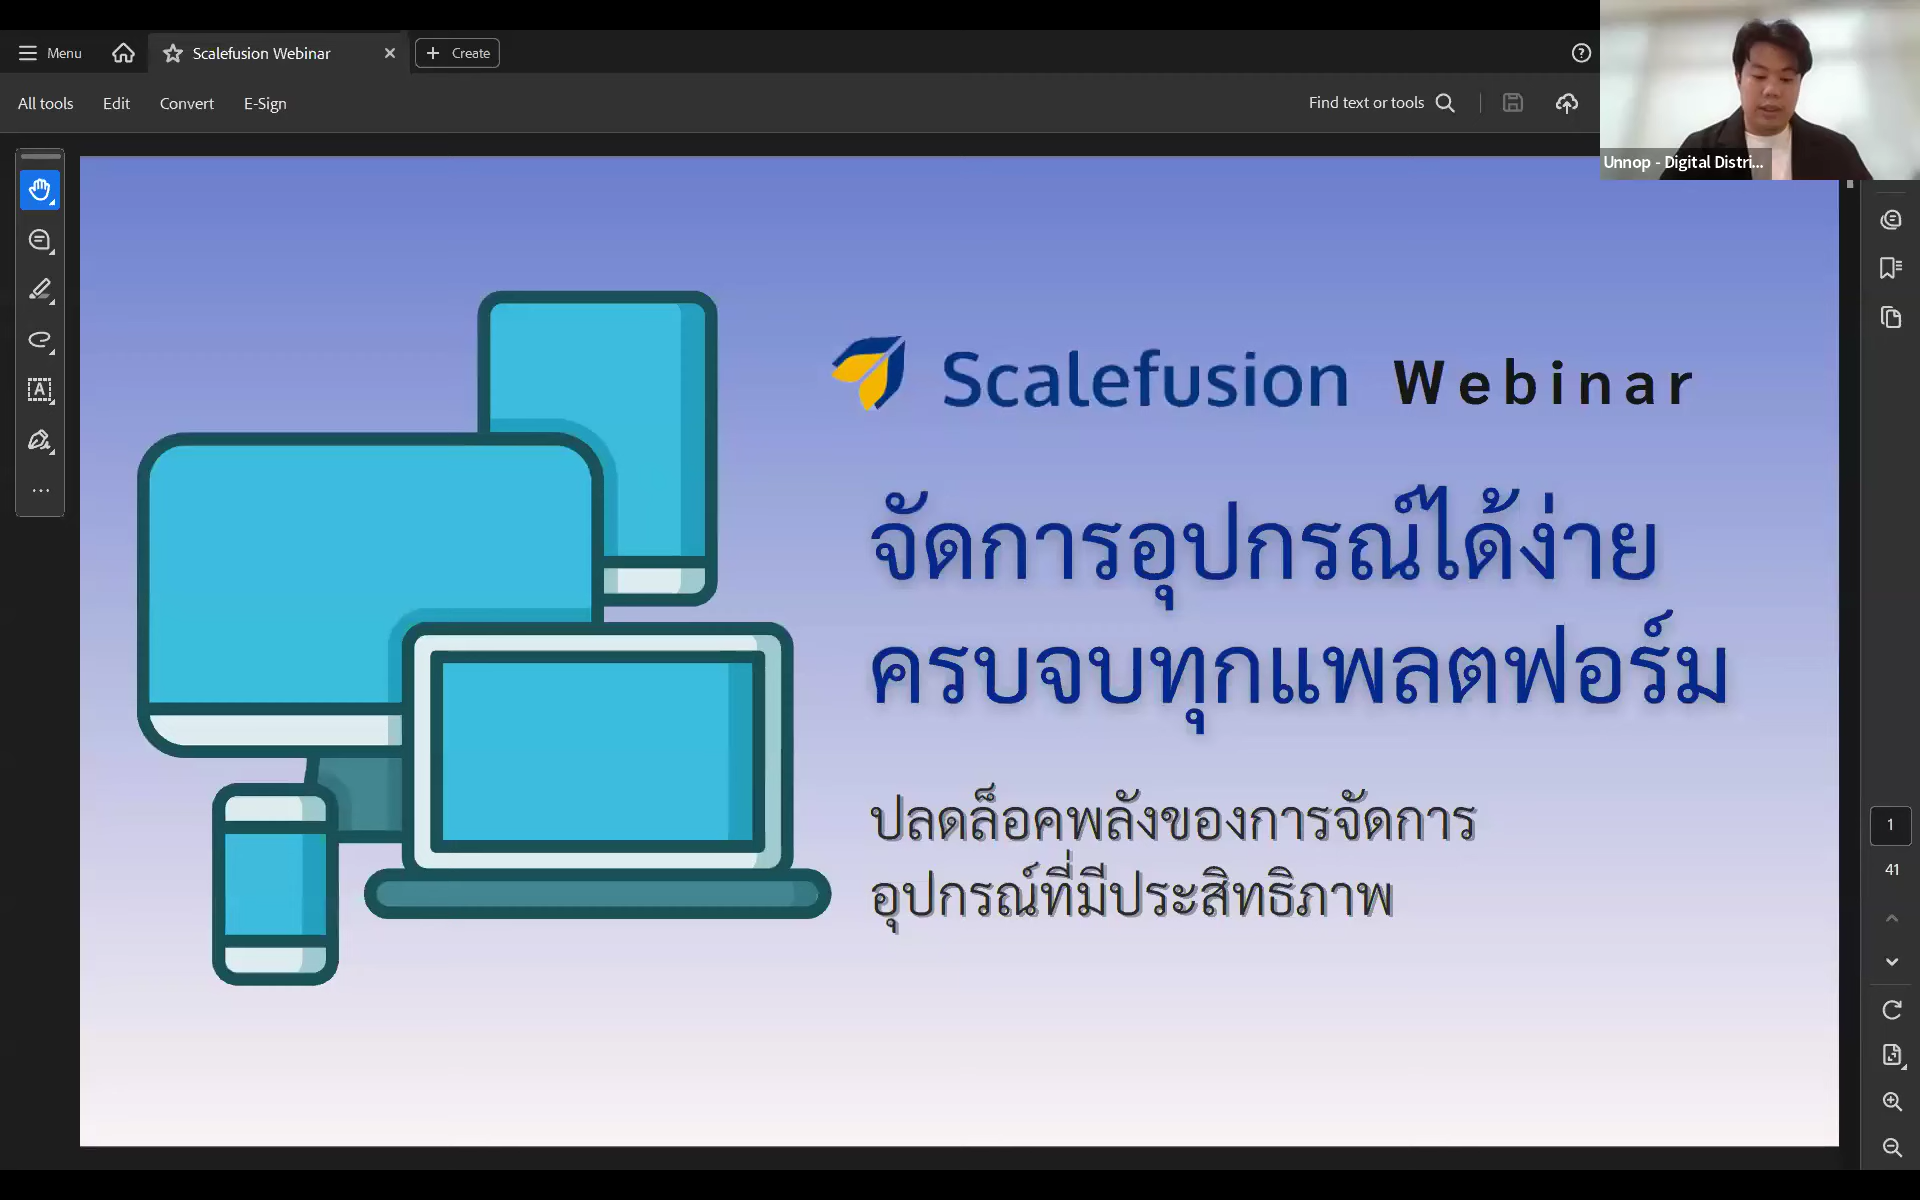 Menu
Scalefusion Webinar
Create
All tools
Edit
Convert
E-Sign
Find text or tools
Unnop - Digital Distri...
Scalefusion Webinar
จัดการอุปกรณ์ได้ง่าย
ครบจบทุกแพลตฟอร์ม
ปลดล็อคพลังของการจัดการ
อุปกรณ์ที่มีประสิทธิภาพ
1
41